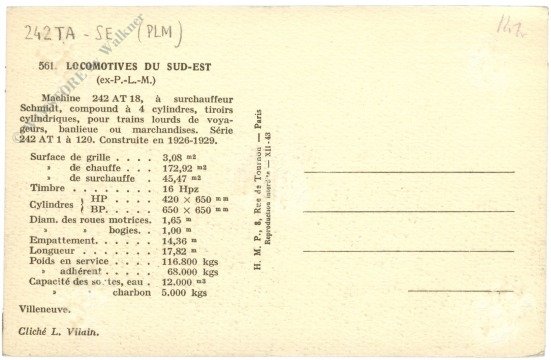 242TA - SE (PLM)
561. LOCOMOTIVES DU SUD-EST
(ex-P.-L.-M.)
Machine 242 AT 18, à surchauffeur
Schmidt, compound à 4 cylindres, tiroirs
cylindriques, pour trains lourds de voya-
geurs, banlieue ou marchandises. Série
242 AT 1 à 120. Construite en 1926-1929.
Surface de grille . . . . 3,08 m2
» de chauffe . . . 172,92 m2
» de surchauffe . . 45,47 m2
Timbre . . . . . . . . 16 Hpz
Cylindres } HP . . . . 420 × 650 mm
BP. . . . . 650 × 650 mm
Diam. des roues motrices. 1,65 m
» » bogies. . 1,00 m
Empattement. . . . . . 14,36 m
Longueur . . . . . . . 17,82 m
Poids en service . . . . 116.800 kgs
» adhérent . . . . . 68.000 kgs
Capacité des soutes, eau . 12.000 m3
» charbon 5.000 kgs
Villeneuve.
Cliché L. Vilain.
H. M. P., 8, Rue de Tournon — Paris
Reproduction interdite — XII-43
Walkner